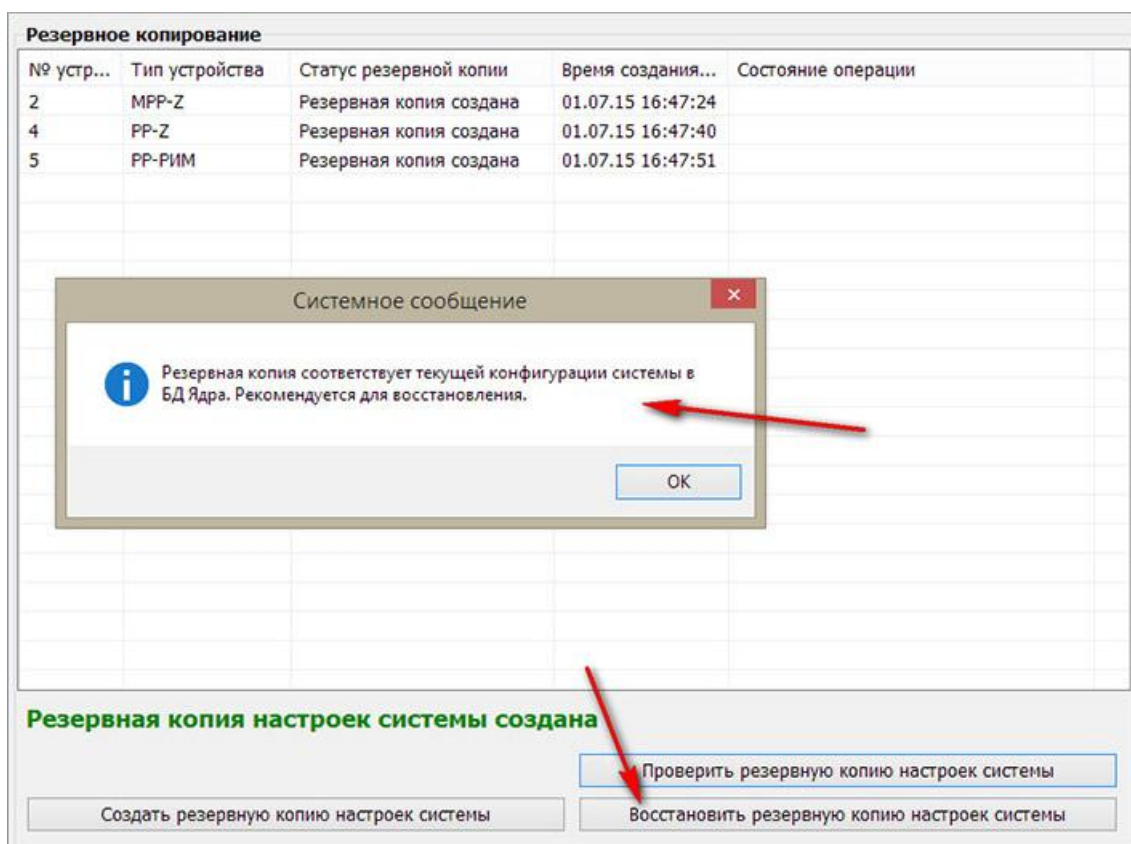 Резервное копирование
№ устр... Тип устройства Статус резервной копии Время создания... Состояние операции
2 MPP-Z Резервная копия создана 01.07.15 16:47:24
4 PP-Z Резервная копия создана 01.07.15 16:47:40
5 PP-РИМ Резервная копия создана 01.07.15 16:47:51
Системное сообщение
Резервная копия соответствует текущей конфигурации системы в
БД Ядра. Рекомендуется для восстановления.
OK
Резервная копия настроек системы создана
Проверить резервную копию настроек системы
Создать резервную копию настроек системы Восстановить резервную копию настроек системы